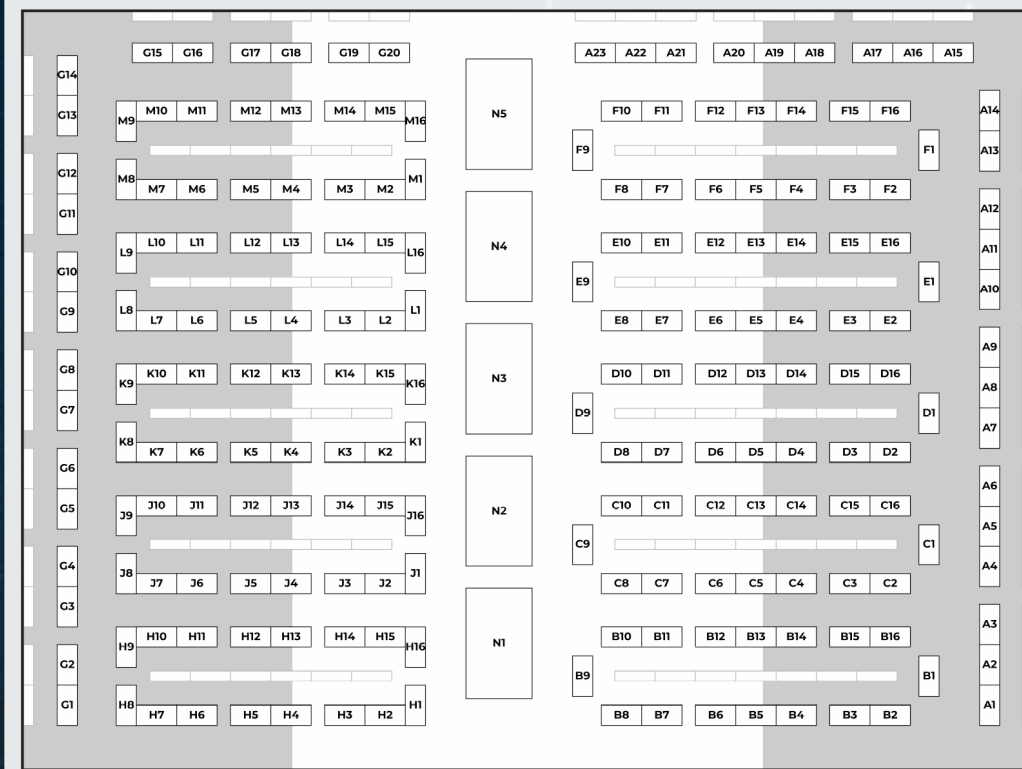 G15 G16 G17 G18 G19 G20 A23 A22 A21 A20 A19 A18 A17 A16 A15
G14
G13
M9 M10 M11 M12 M13 M14 M15 M16
N5
F10 F11 F12 F13 F14 F15 F16
A14
F9 F1 A13
G12
M8 M7 M6 M5 M4 M3 M2 M1
F8 F7 F6 F5 F4 F3 F2
G11
A12
L9 L10 L11 L12 L13 L14 L15 L16
N4
E10 E11 E12 E13 E14 E15 E16
A11
G10
E9 E1 A10
G9
L8 L7 L6 L5 L4 L3 L2 L1
E8 E7 E6 E5 E4 E3 E2
A9
G8
K9 K10 K11 K12 K13 K14 K15 K16
N3
D10 D11 D12 D13 D14 D15 D16
A8
G7
D9 D1 A7
K8 K7 K6 K5 K4 K3 K2 K1
D8 D7 D6 D5 D4 D3 D2
G6
A6
G5
J9 J10 J11 J12 J13 J14 J15 J16
N2
C10 C11 C12 C13 C14 C15 C16
A5
C9 C1
G4
A4
J8 J7 J6 J5 J4 J3 J2 J1
C8 C7 C6 C5 C4 C3 C2
G3
A3
H9 H10 H11 H12 H13 H14 H15 H16
N1
B10 B11 B12 B13 B14 B15 B16
G2
A2
B9 B1
G1
H8 H7 H6 H5 H4 H3 H2 H1
B8 B7 B6 B5 B4 B3 B2
A1